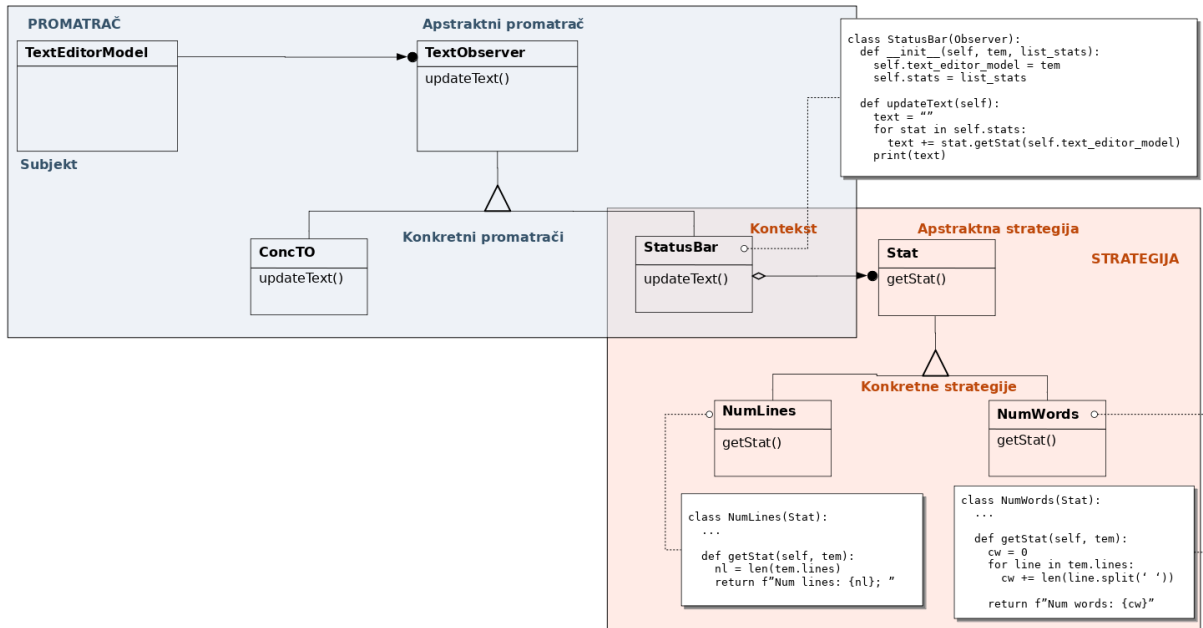 PROMATRAČ
Apstraktni promatrač
TextEditorModel
TextObserver
updateText()
Subjekt
class StatusBar(Observer):
  def __init__(self, tem, list_stats):
    self.text_editor_model = tem
    self.stats = list_stats

  def updateText(self):
    text = “”
    for stat in self.stats:
      text += stat.getStat(self.text_editor_model)
    print(text)
Konkretni promatrači
ConcTO
updateText()
Kontekst
StatusBar
updateText()
Apstraktna strategija
Stat
getStat()
STRATEGIJA
Konkretne strategije
NumLines
getStat()
NumWords
getStat()
class NumLines(Stat):
  ...

  def getStat(self, tem):
    nl = len(tem.lines)
    return f”Num lines: {nl}; ”
class NumWords(Stat):
  ...

  def getStat(self, tem):
    cw = 0
    for line in tem.lines:
      cw += len(line.split(‘ ‘))

    return f”Num words: {cw}”